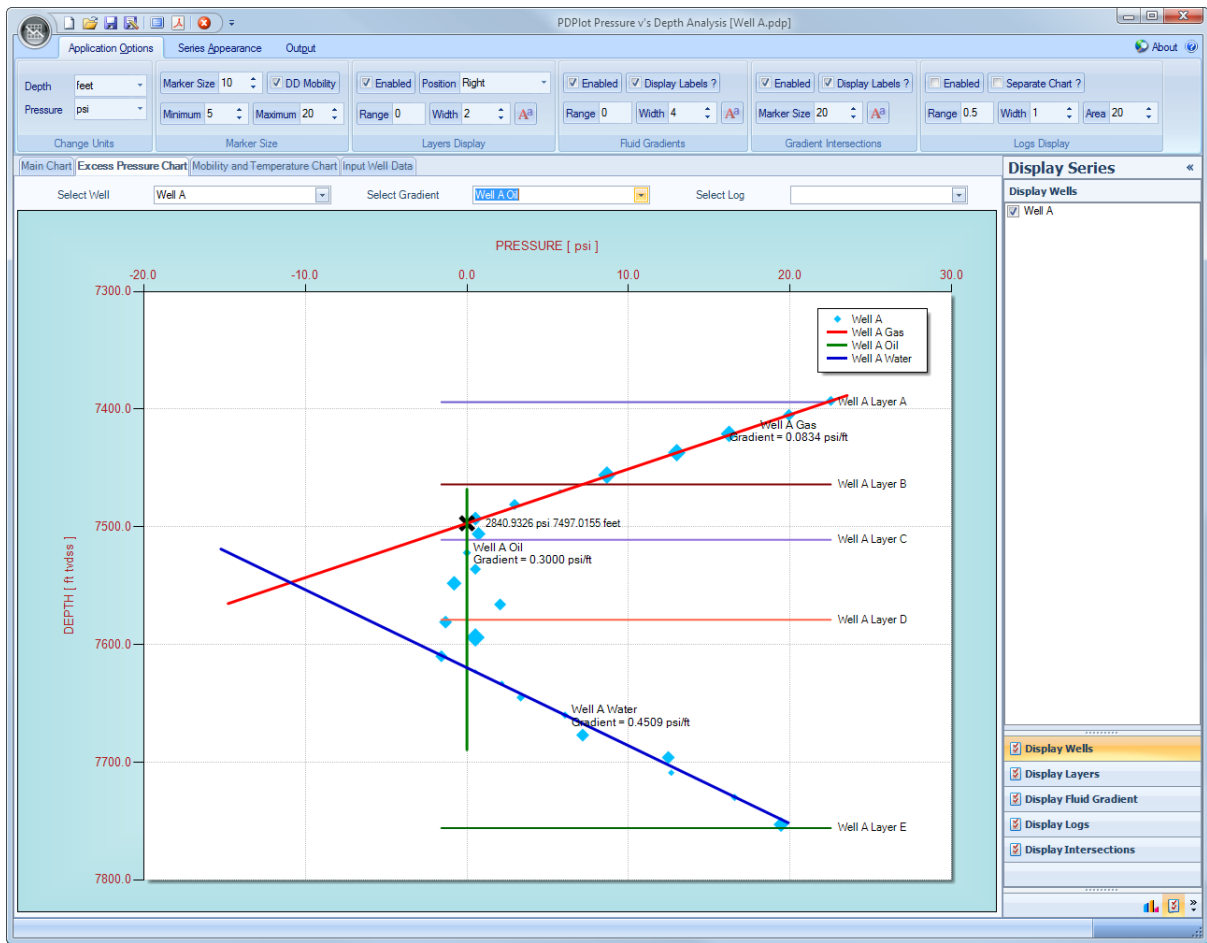 PDPlot Pressure v's Depth Analysis [Well A.pdp]
Application Options Series Appearance Output About
Depth feet
Pressure psi
Change Units
Marker Size 10 DD Mobility
Minimum 5 Maximum 20
Marker Size
Enabled Position Right
Range 0 Width 2 Aa
Layers Display
Enabled Display Labels ?
Range 0 Width 4 Aa
Fluid Gradients
Enabled Display Labels ?
Marker Size 20 Aa
Gradient Intersections
Enabled Separate Chart ?
Range 0.5 Width 1 Area 20
Logs Display
Main Chart Excess Pressure Chart Mobility and Temperature Chart Input Well Data
Select Well Well A Select Gradient Well A Oil Select Log
PRESSURE [ psi ]
-20.0 -10.0 0.0 10.0 20.0 30.0
7300.0
7400.0
7500.0
7600.0
7700.0
7800.0
DEPTH [ ft tvdss ]
Well A
Well A Gas
Well A Oil
Well A Water
Well A Layer A
Well A Gas
Gradient = 0.0834 psi/ft
Well A Layer B
2840.9326 psi 7497.0155 feet
Well A Layer C
Well A Oil
Gradient = 0.3000 psi/ft
Well A Layer D
Well A Water
Gradient = 0.4509 psi/ft
Well A Layer E
Display Series «
Display Wells
Well A
Display Wells
Display Layers
Display Fluid Gradient
Display Logs
Display Intersections